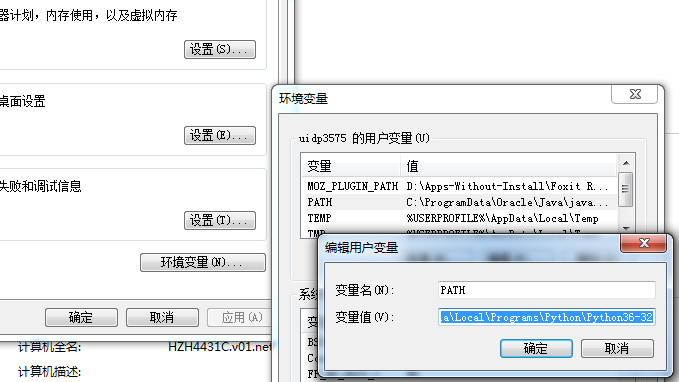 器计划，内存使用，以及虚拟内存
设置(S)...
桌面设置
设置(E)...
失败和调试信息
设置(T)...
环境变量(N)...
确定
取消
应用(A)
计算机全名:
HZH4431C.v01.net
计算机描述:
环境变量
uidp3575 的用户变量(U)
变量
值
MOZ_PLUGIN_PATH
D:\Apps-Without-Install\Foxit R...
PATH
C:\ProgramData\Oracle\Java\java...
TEMP
%USERPROFILE%\AppData\Local\Temp
TMP
编辑用户变量
变量名(N):
PATH
变量值(V):
a\Local\Programs\Python\Python36-32
确定
取消